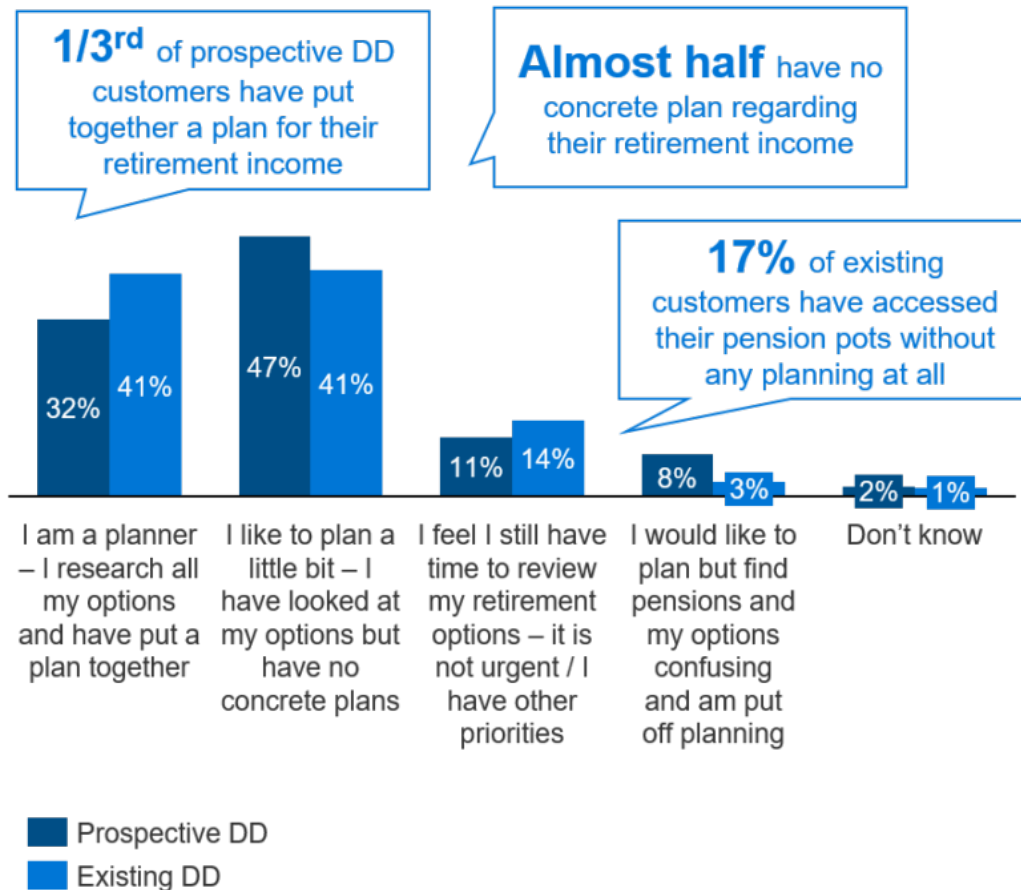 1/3rd of prospective DD
customers have put
together a plan for their
retirement income
Almost half have no
concrete plan regarding
their retirement income
17% of existing
customers have accessed
their pension pots without
any planning at all
32%
41%
47%
41%
11%
14%
8%
3%
2%
1%
I am a planner
– I research all
my options
and have put a
plan together
I like to plan a
little bit – I
have looked at
my options but
have no
concrete plans
I feel I still have
time to review
my retirement
options – it is
not urgent / I
have other
priorities
I would like to
plan but find
pensions and
my options
confusing
and am put
off planning
Don't know
Prospective DD
Existing DD